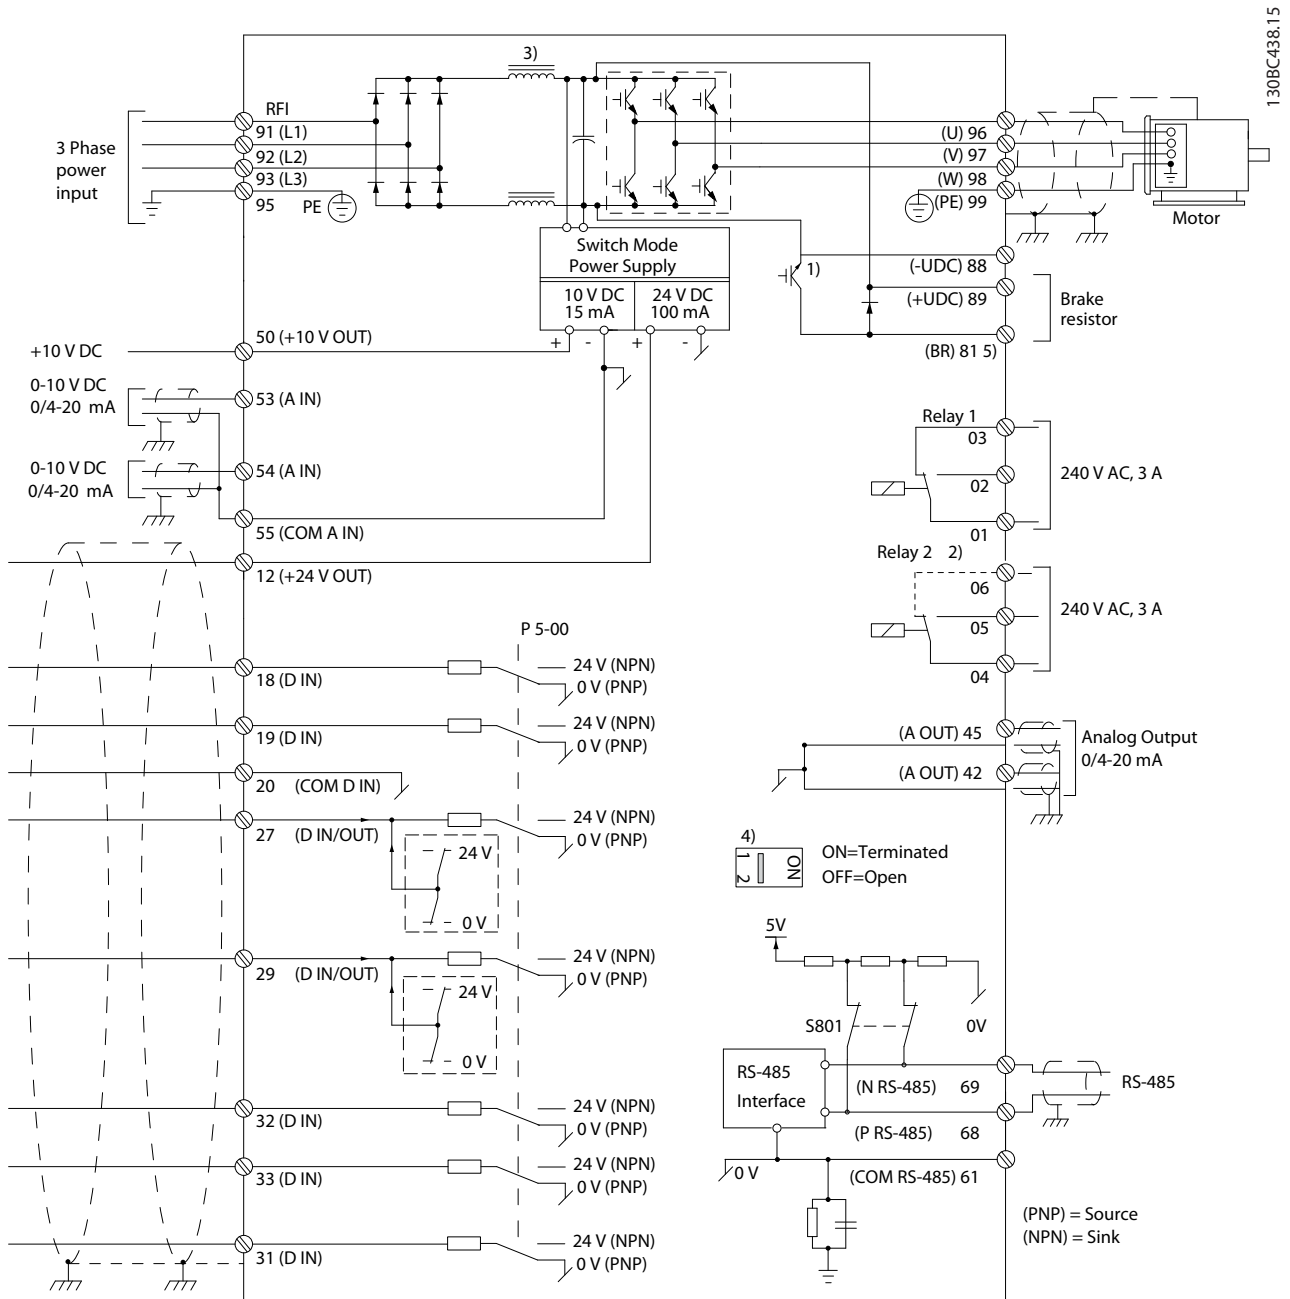 130BC438.15
3)
3 Phase
power
input
RFI
91 (L1)
92 (L2)
93 (L3)
95
PE
(U) 96
(V) 97
(W) 98
(PE) 99
Motor
Switch Mode
Power Supply
10 V DC
15 mA
24 V DC
100 mA
+ - + -
1)
(-UDC) 88
(+UDC) 89
(BR) 81 5)
Brake
resistor
+10 V DC
50 (+10 V OUT)
0-10 V DC
0/4-20 mA
53 (A IN)
0-10 V DC
0/4-20 mA
54 (A IN)
55 (COM A IN)
12 (+24 V OUT)
Relay 1
03
02
01
240 V AC, 3 A
Relay 2 2)
06
05
04
240 V AC, 3 A
P 5-00
18 (D IN)
24 V (NPN)
0 V (PNP)
19 (D IN)
24 V (NPN)
0 V (PNP)
20 (COM D IN)
27 (D IN/OUT)
24 V (NPN)
0 V (PNP)
24 V
0 V
29 (D IN/OUT)
24 V (NPN)
0 V (PNP)
24 V
0 V
32 (D IN)
24 V (NPN)
0 V (PNP)
33 (D IN)
24 V (NPN)
0 V (PNP)
31 (D IN)
24 V (NPN)
0 V (PNP)
(A OUT) 45
(A OUT) 42
Analog Output
0/4-20 mA
4)
1 2
ON
ON=Terminated
OFF=Open
5V
S801
0V
RS-485
Interface
(N RS-485) 69
(P RS-485) 68
RS-485
0 V
(COM RS-485) 61
(PNP) = Source
(NPN) = Sink